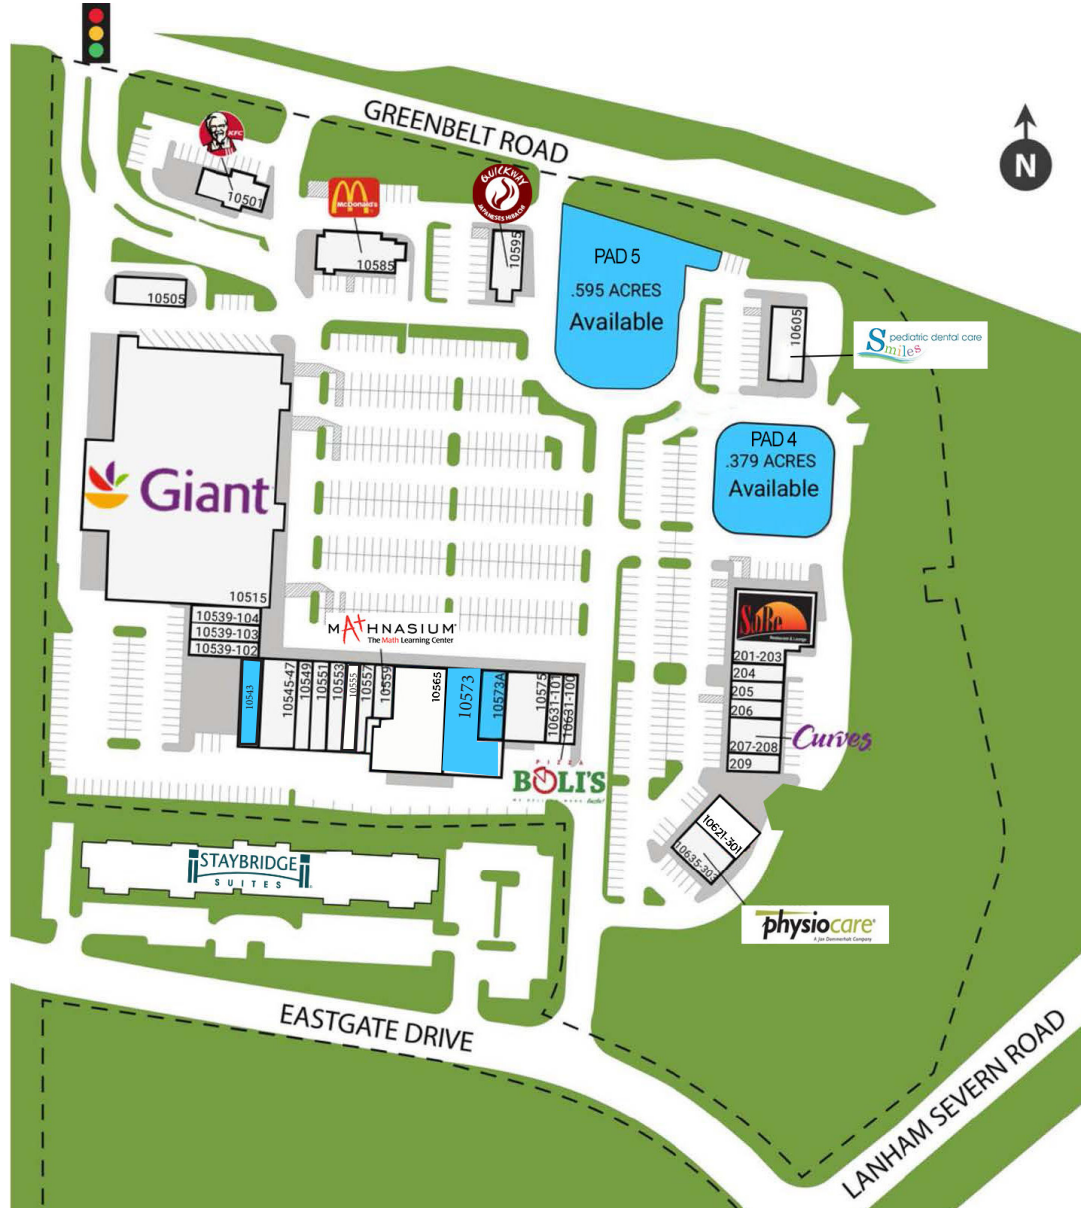 GREENBELT ROAD
N
KFC
10501
McDonald's
10585
QUICKWAY
JAPANESES HIBACHI
10595
10505
PAD 5
.595 ACRES
Available
10605
Smiles
pediatric dental care
PAD 4
.379 ACRES
Available
Giant
10515
10539-104
10539-103
10539-102
MATHNASIUM
The Math Learning Center
10543
10545-47
10549
10551
10553
10555
10557
10559
10565
10573
10573A
10575
10631-101
10631-100
PIZZA
BOLI'S
SoBe
Restaurant & Lounge
201-203
204
205
206
207-208
209
Curves
10621-301
10635-303
physiocare
STAYBRIDGE
SUITES
EASTGATE DRIVE
LANHAM SEVERN ROAD